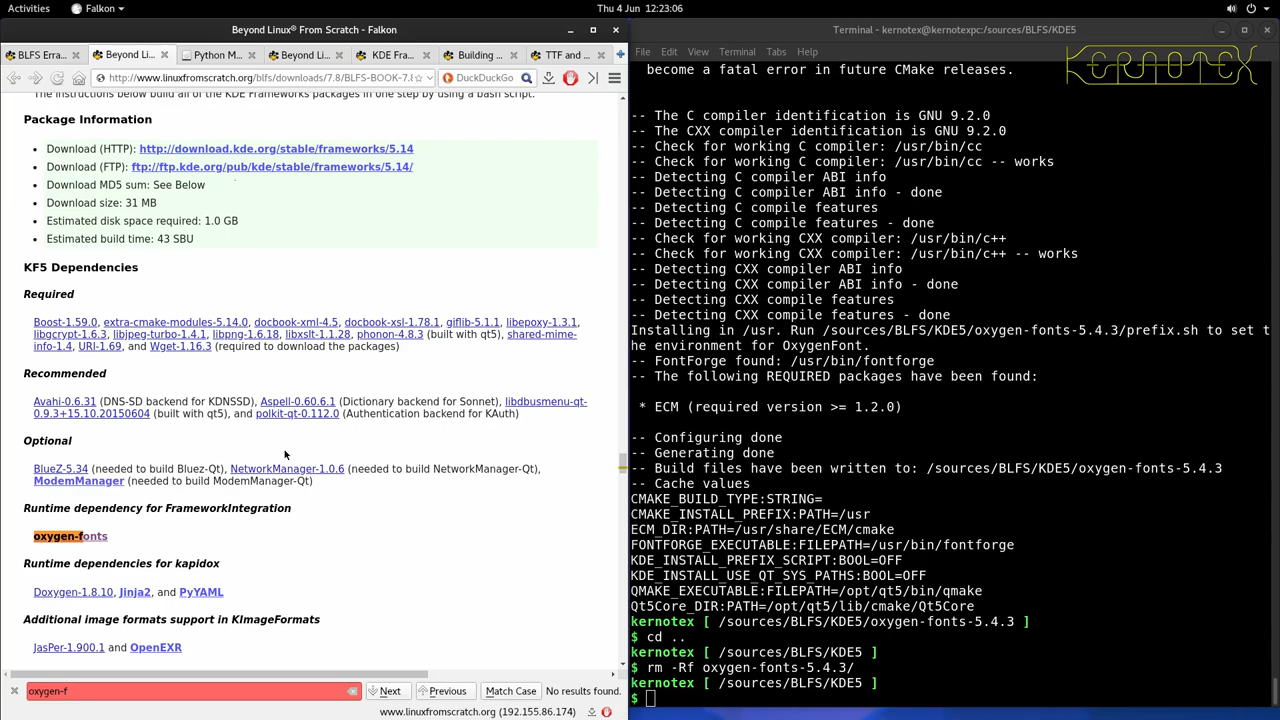 Activities
Falkon
Thu 4 Jun 12:23:06
Beyond Linux® From Scratch - Falkon
BLFS Erra...
Beyond Li...
Python M...
Beyond Li...
KDE Fra...
Building ...
TTF and ...
http://www.linuxfromscratch.org/blfs/downloads/7.8/BLFS-BOOK-7.
DuckDuckGo
The instructions below build all of the KDE Frameworks packages in one step by using a bash script.
Package Information
Download (HTTP): http://download.kde.org/stable/frameworks/5.14
Download (FTP): ftp://ftp.kde.org/pub/kde/stable/frameworks/5.14/
Download MD5 sum: See Below
Download size: 31 MB
Estimated disk space required: 1.0 GB
Estimated build time: 43 SBU
KF5 Dependencies
Required
Boost-1.59.0, extra-cmake-modules-5.14.0, docbook-xml-4.5, docbook-xsl-1.78.1, giflib-5.1.1, libepoxy-1.3.1,
libgcrypt-1.6.3, libjpeg-turbo-1.4.1, libpng-1.6.18, libxslt-1.1.28, phonon-4.8.3 (built with qt5), shared-mime-
info-1.4, URI-1.69, and Wget-1.16.3 (required to download the packages)
Recommended
Avahi-0.6.31 (DNS-SD backend for KDNSSD), Aspell-0.60.6.1 (Dictionary backend for Sonnet), libdbusmenu-qt-
0.9.3+15.10.20150604 (built with qt5), and polkit-qt-0.112.0 (Authentication backend for KAuth)
Optional
BlueZ-5.34 (needed to build Bluez-Qt), NetworkManager-1.0.6 (needed to build NetworkManager-Qt),
ModemManager (needed to build ModemManager-Qt)
Runtime dependency for FrameworkIntegration
oxygen-fonts
Runtime dependencies for kapidox
Doxygen-1.8.10, Jinja2, and PyYAML
Additional image formats support in KImageFormats
JasPer-1.900.1 and OpenEXR
oxygen-f
Next
Previous
Match Case
No results found.
www.linuxfromscratch.org (192.155.86.174)
Terminal - kernotex@kernotexpc:/sources/BLFS/KDE5
File Edit View Terminal Tabs Help
KERNOTEX
become a fatal error in future CMake releases.
-- The C compiler identification is GNU 9.2.0
-- The CXX compiler identification is GNU 9.2.0
-- Check for working C compiler: /usr/bin/cc
-- Check for working C compiler: /usr/bin/cc -- works
-- Detecting C compiler ABI info
-- Detecting C compiler ABI info - done
-- Detecting C compile features
-- Detecting C compile features - done
-- Check for working CXX compiler: /usr/bin/c++
-- Check for working CXX compiler: /usr/bin/c++ -- works
-- Detecting CXX compiler ABI info
-- Detecting CXX compiler ABI info - done
-- Detecting CXX compile features
-- Detecting CXX compile features - done
Installing in /usr. Run /sources/BLFS/KDE5/oxygen-fonts-5.4.3/prefix.sh to set t
he environment for OxygenFont.
-- FontForge found: /usr/bin/fontforge
-- The following REQUIRED packages have been found:
* ECM (required version >= 1.2.0)
-- Configuring done
-- Generating done
-- Build files have been written to: /sources/BLFS/KDE5/oxygen-fonts-5.4.3
-- Cache values
CMAKE_BUILD_TYPE:STRING=
CMAKE_INSTALL_PREFIX:PATH=/usr
ECM_DIR:PATH=/usr/share/ECM/cmake
FONTFORGE_EXECUTABLE:FILEPATH=/usr/bin/fontforge
KDE_INSTALL_PREFIX_SCRIPT:BOOL=OFF
KDE_INSTALL_USE_QT_SYS_PATHS:BOOL=OFF
QMAKE_EXECUTABLE:FILEPATH=/opt/qt5/bin/qmake
Qt5Core_DIR:PATH=/opt/qt5/lib/cmake/Qt5Core
kernotex [ /sources/BLFS/KDE5/oxygen-fonts-5.4.3 ]
$ cd ..
kernotex [ /sources/BLFS/KDE5 ]
$ rm -Rf oxygen-fonts-5.4.3/
kernotex [ /sources/BLFS/KDE5 ]
$